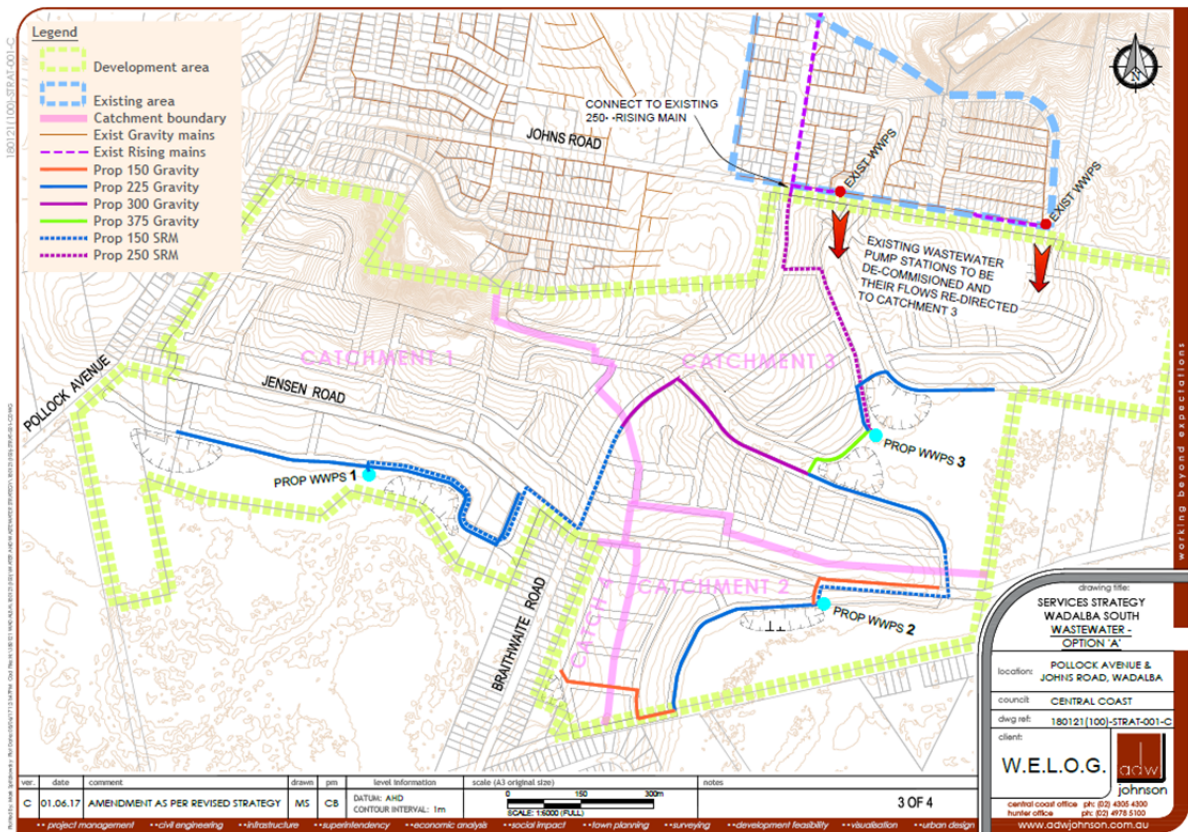 Legend
Development area
Existing area
Catchment boundary
Exist Gravity mains
Exist Rising mains
Prop 150 Gravity
Prop 225 Gravity
Prop 300 Gravity
Prop 375 Gravity
Prop 150 SRM
Prop 250 SRM
180121(100)-STRAT-001-C
CONNECT TO EXISTING
250- -RISING MAIN
JOHNS ROAD
EXIST WWPS
EXIST WWPS
EXISTING WASTEWATER
PUMP STATIONS TO BE
DE-COMMISIONED AND
THEIR FLOWS RE-DIRECTED
TO CATCHMENT 3
CATCHMENT 1
CATCHMENT 3
POLLOCK AVENUE
JENSEN ROAD
PROP WWPS 3
PROP WWPS 1
CATCHMENT 2
CATCH
PROP WWPS 2
BRAITHWAITE ROAD
working beyond expectations
drawing title:
SERVICES STRATEGY
WADALBA SOUTH
WASTEWATER -
OPTION 'A'
location: POLLOCK AVENUE &
JOHNS ROAD, WADALBA
council: CENTRAL COAST
dwg ref: 180121(100)-STRAT-001-C
client:
W.E.L.O.G.
adw
johnson
central coast office ph: (02) 4305 4300
hunter office ph: (02) 4978 5100
www.adwjohnson.com.au
ver. date comment drawn pm level information scale (A3 original size) notes
C 01.06.17 AMENDMENT AS PER REVISED STRATEGY MS CB
DATUM: AHD
CONTOUR INTERVAL: 1m
0 150 300m
SCALE: 1:6000 (FULL)
3 OF 4
••project management ••civil engineering ••infrastructure ••superintendency ••economic analysis ••social impact ••town planning ••surveying ••development feasibility ••visualisation ••urban design